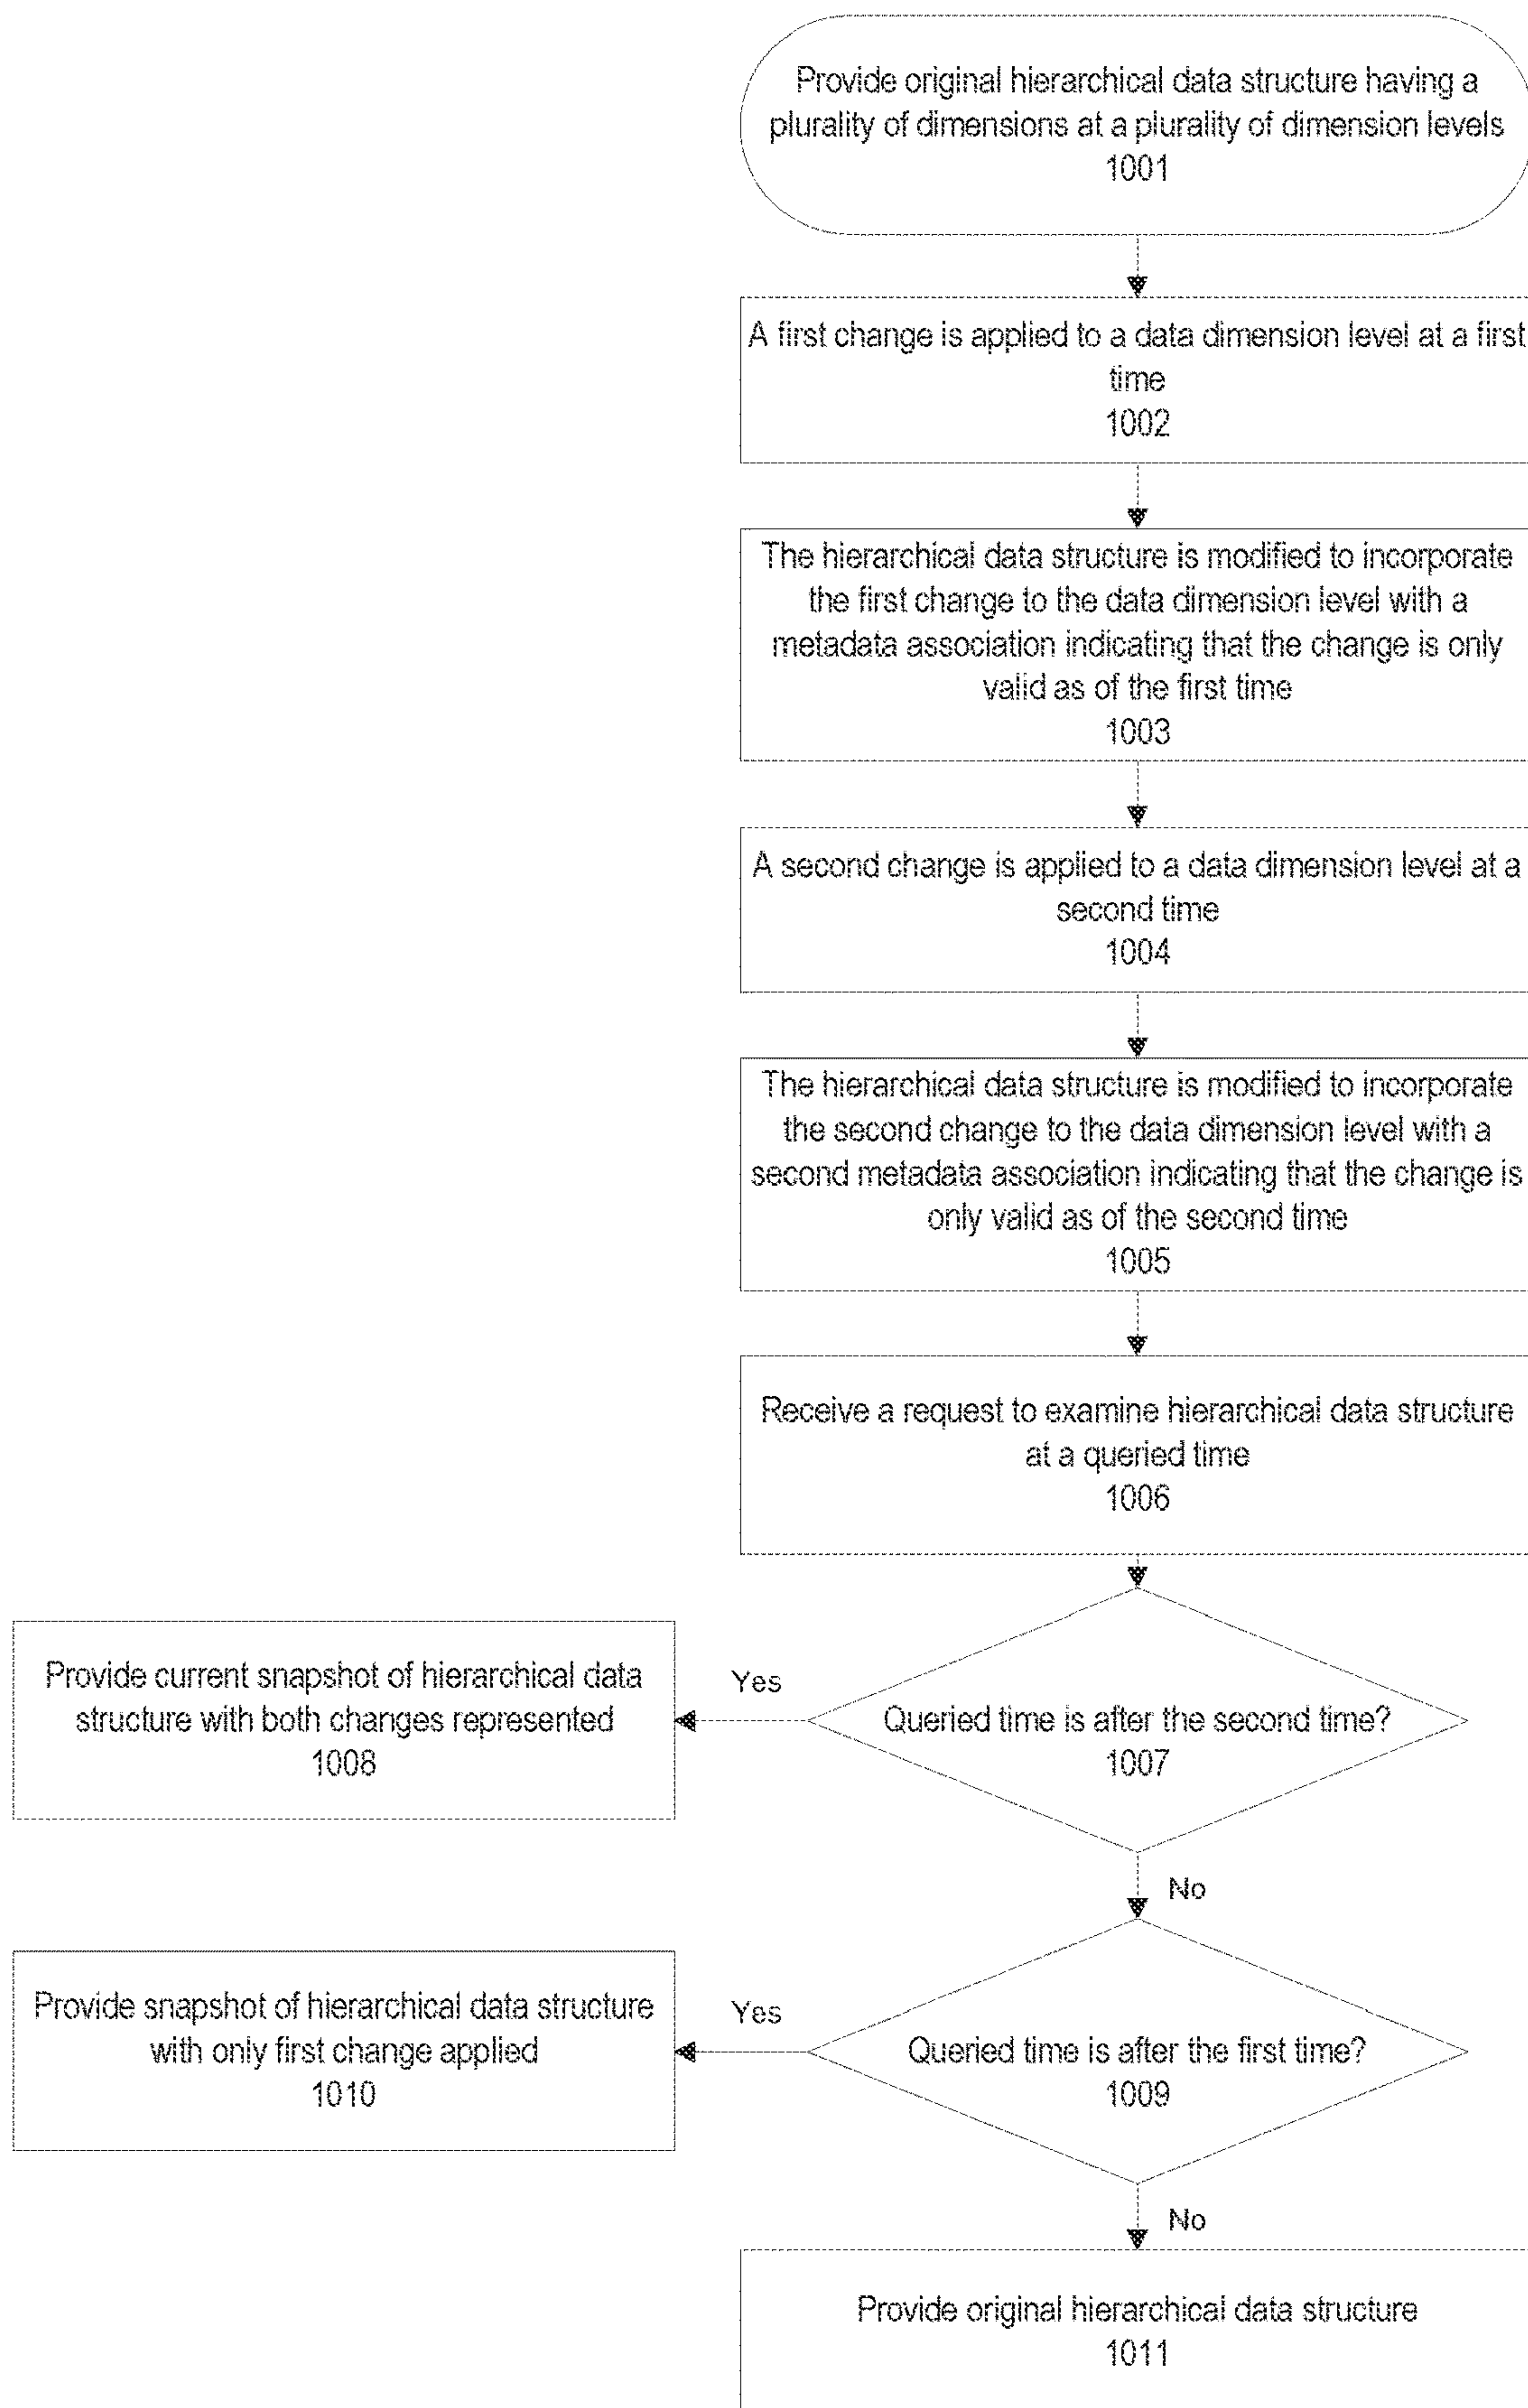 Provide original hierarchical data structure having a
plurality of dimensions at a plurality of dimension levels
1001
A first change is applied to a data dimension level at a first
time
1002
The hierarchical data structure is modified to incorporate
the first change to the data dimension level with a
metadata association indicating that the change is only
valid as of the first time
1003
A second change is applied to a data dimension level at a
second time
1004
The hierarchical data structure is modified to incorporate
the second change to the data dimension level with a
second metadata association indicating that the change is
only valid as of the second time
1005
Receive a request to examine hierarchical data structure
at a queried time
1006
Queried time is after the second time?
1007
Yes
Provide current snapshot of hierarchical data
structure with both changes represented
1008
No
Queried time is after the first time?
1009
Yes
Provide snapshot of hierarchical data structure
with only first change applied
1010
No
Provide original hierarchical data structure
1011